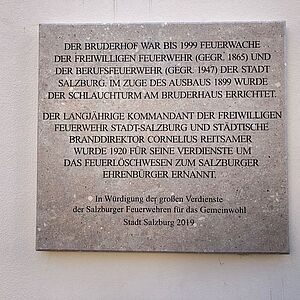 DER BRUDERHOF WAR BIS 1999 FEUERWACHE
DER FREIWILLIGEN FEUERWEHR (GEGR. 1865) UND
DER BERUFSFEUERWEHR (GEGR. 1947) DER STADT
SALZBURG. IM ZUGE DES AUSBAUS 1899 WURDE
DER SCHLAUCHTURM AM BRUDERHAUS ERRICHTET.
DER LANGJÄHRIGE KOMMANDANT DER FREIWILLIGEN
FEUERWEHR STADT-SALZBURG UND STÄDTISCHE
BRANDDIREKTOR CORNELIUS REITSAMER
WURDE 1920 FÜR SEINE VERDIENSTE UM
DAS FEUERLÖSCHWESEN ZUM SALZBURGER
EHRENBÜRGER ERNANNT.
In Würdigung der großen Verdienste
der Salzburger Feuerwehren für das Gemeinwohl
Stadt Salzburg 2019